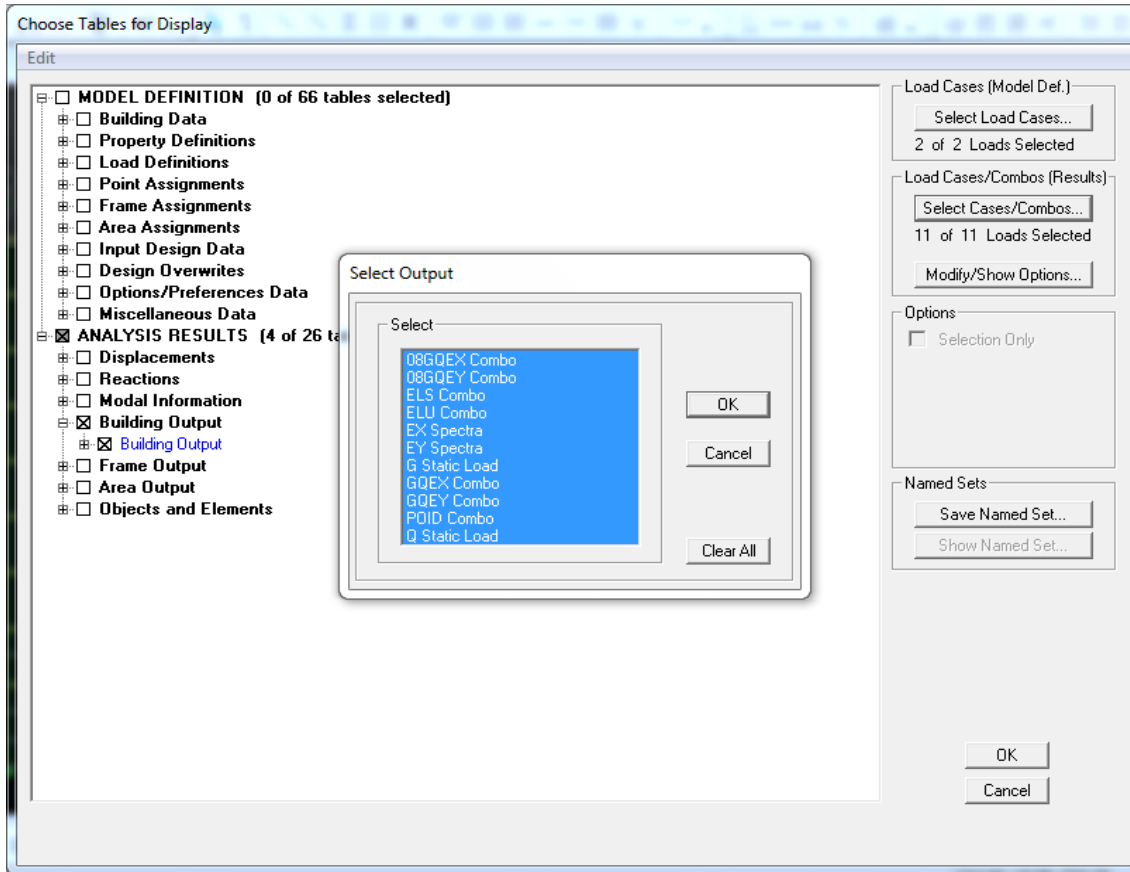 Choose Tables for Display
Edit
MODEL DEFINITION (0 of 66 tables selected)
Building Data
Property Definitions
Load Definitions
Point Assignments
Frame Assignments
Area Assignments
Input Design Data
Design Overwrites
Options/Preferences Data
Miscellaneous Data
ANALYSIS RESULTS (4 of 26 ta
Displacements
Reactions
Modal Information
Building Output
Building Output
Frame Output
Area Output
Objects and Elements
Select Output
Select
08GQEX Combo
08GQEY Combo
ELS Combo
ELU Combo
EX Spectra
EY Spectra
G Static Load
GQEX Combo
GQEY Combo
POID Combo
Q Static Load
OK
Cancel
Clear All
Load Cases (Model Def.)
Select Load Cases...
2 of 2 Loads Selected
Load Cases/Combos (Results)
Select Cases/Combos...
11 of 11 Loads Selected
Modify/Show Options...
Options
Selection Only
Named Sets
Save Named Set...
Show Named Set...
OK
Cancel